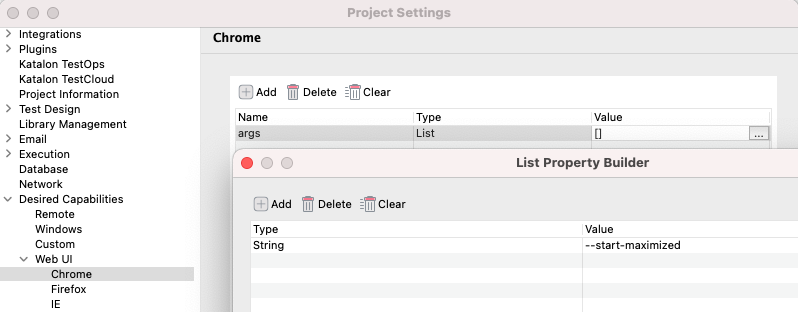 Project Settings
Integrations
Plugins
Katalon TestOps
Katalon TestCloud
Project Information
Test Design
Library Management
Email
Execution
Database
Network
Desired Capabilities
Remote
Windows
Custom
Web UI
Chrome
Firefox
IE
Chrome
Add Delete Clear
Name Type Value
args List [] ...
List Property Builder
Add Delete Clear
Type Value
String --start-maximized